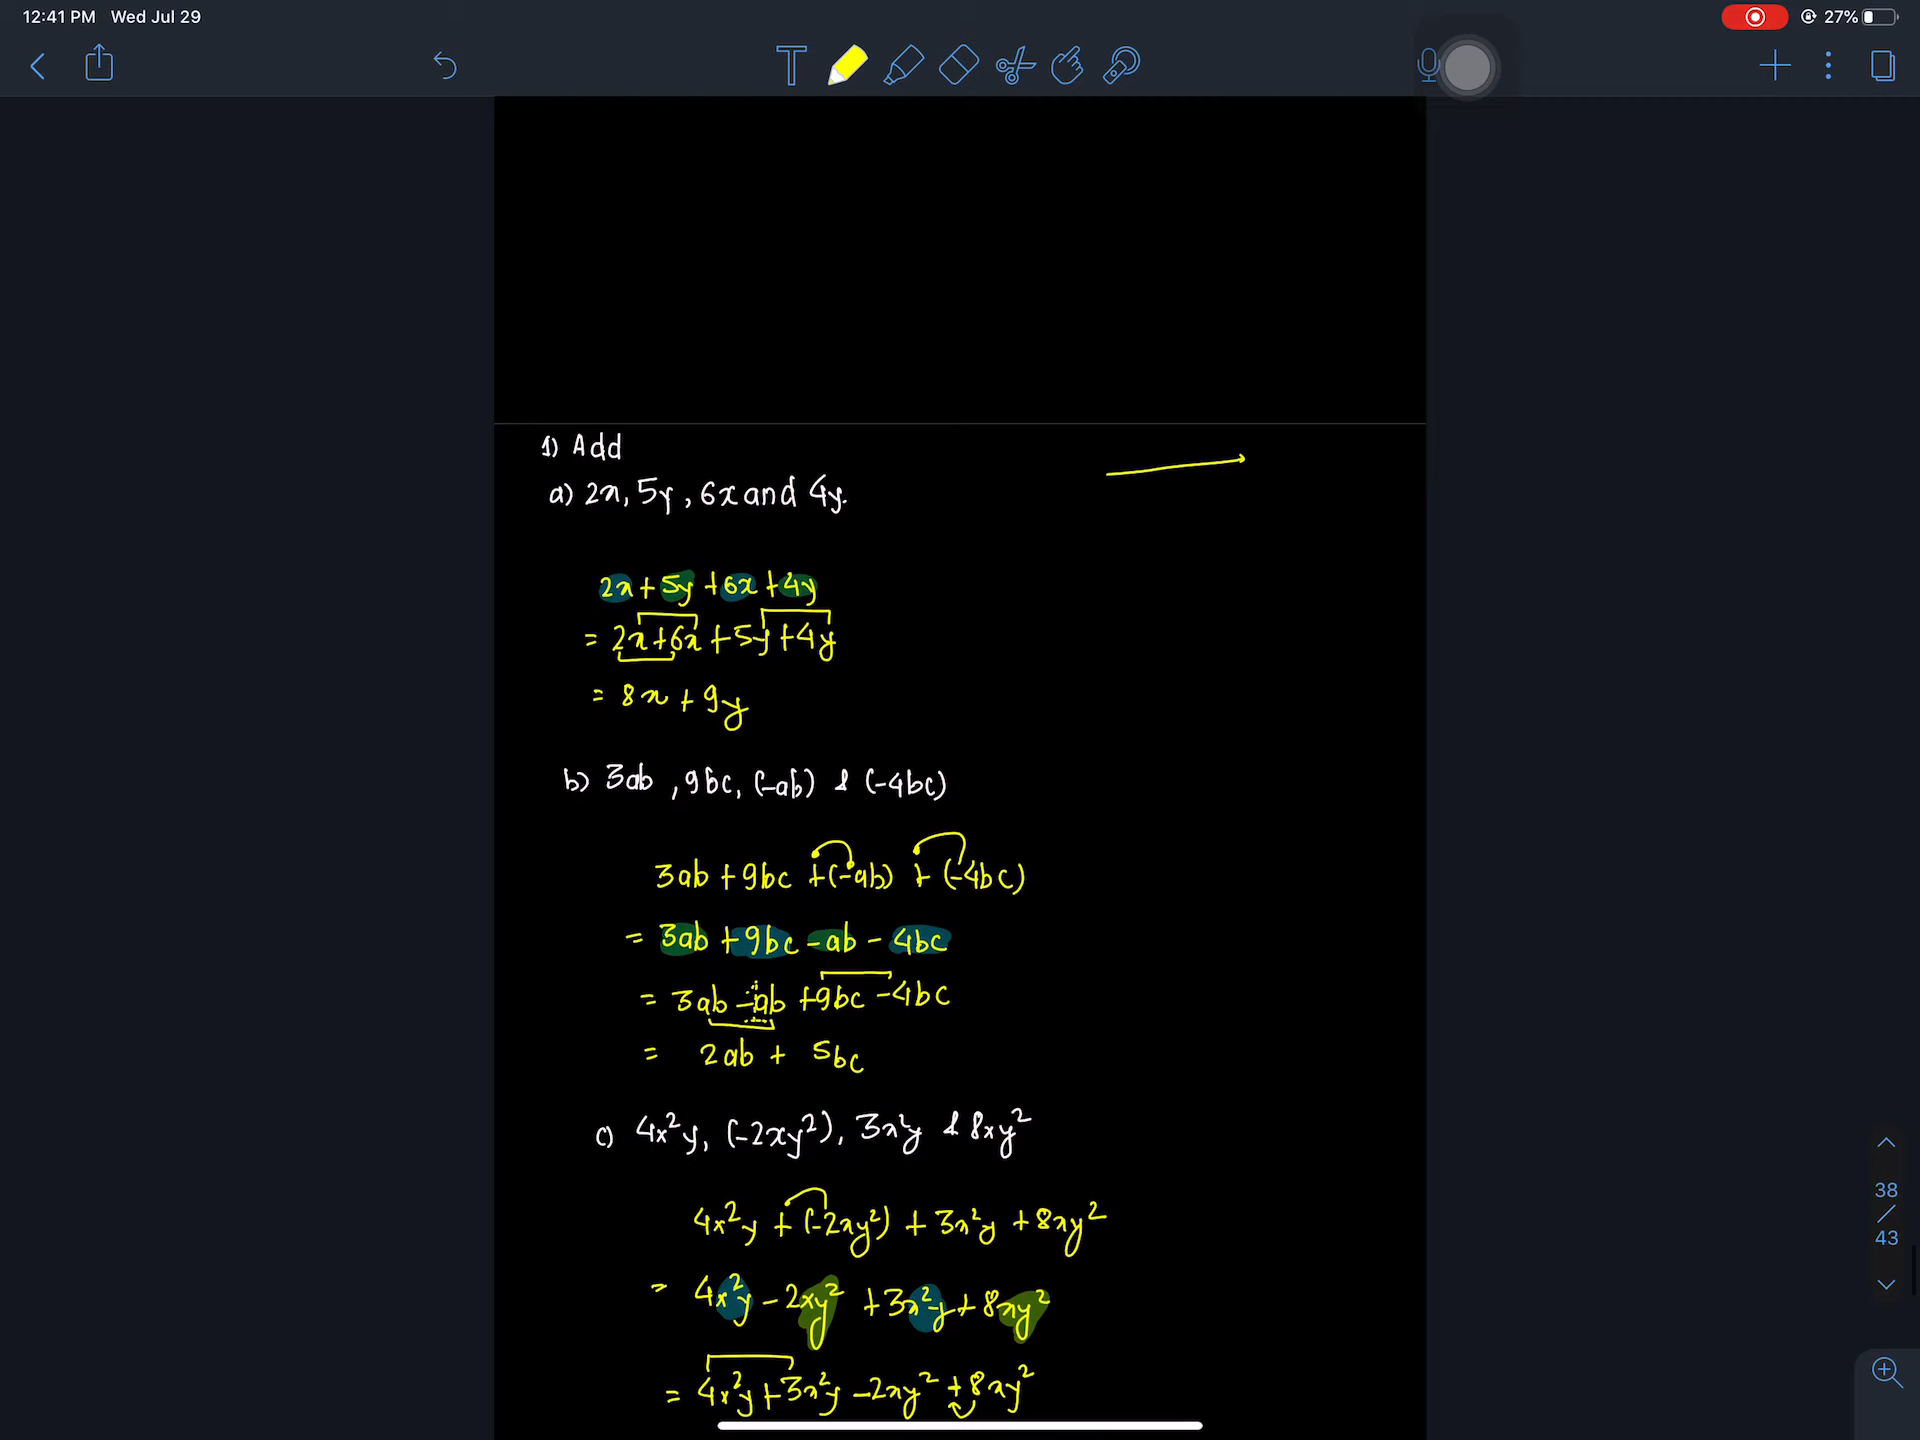 12:41 PM Wed Jul 29
27%
T
1) Add
a) 2x, 5y, 6x and 4y.
2x + 5y + 6x + 4y
= 2x + 6x + 5y + 4y
= 8x + 9y
b) 3ab, 9bc, (-ab) & (-4bc)
3ab + 9bc + (-ab) + (-4bc)
= 3ab + 9bc - ab - 4bc
= 3ab - ab + 9bc - 4bc
= 2ab + 5bc
c) 4x²y, (-2xy²), 3x²y & 8xy²
4x²y + (-2xy²) + 3x²y + 8xy²
= 4x²y - 2xy² + 3x²y + 8xy²
= 4x²y + 3x²y - 2xy² + 8xy²
38
/
43